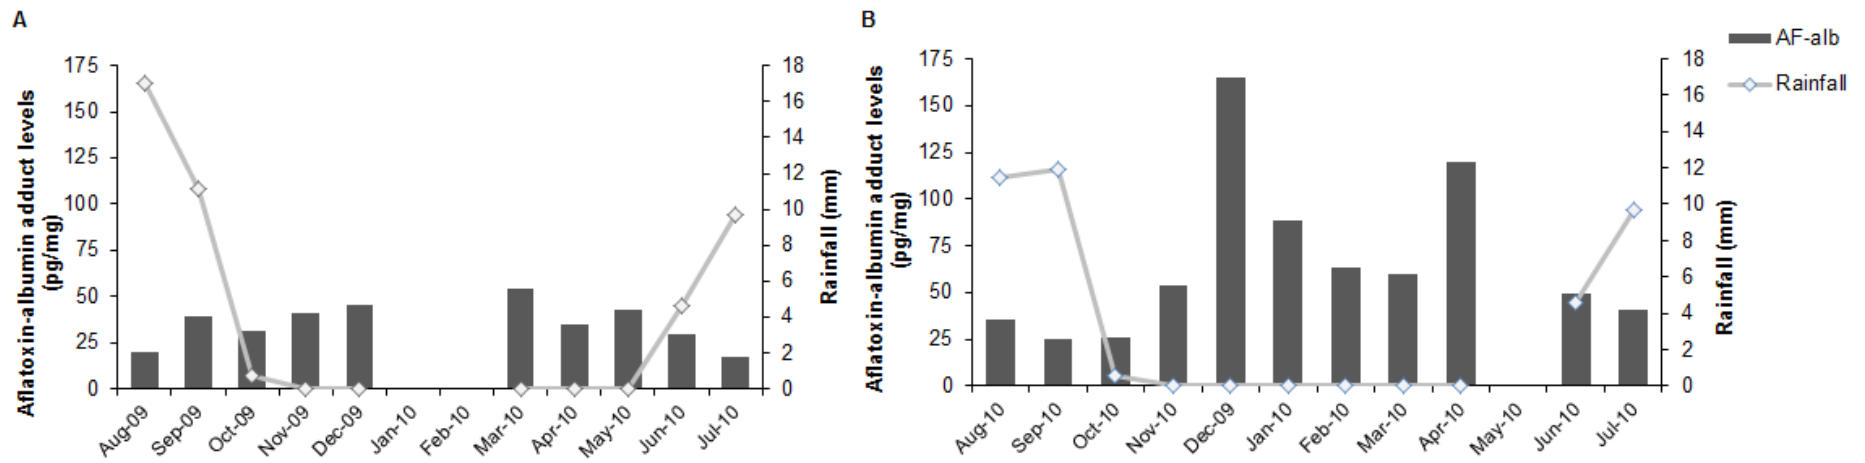 A
Aflatoxin-albumin adduct levels
(pg/mg)
175
150
125
100
75
50
25
0
18
16
14
12
10
8
6
4
2
0
Rainfall (mm)
Aug-09
Sep-09
Oct-09
Nov-09
Dec-09
Jan-10
Feb-10
Mar-10
Apr-10
May-10
Jun-10
Jul-10
B
Aflatoxin-albumin adduct levels
(pg/mg)
175
150
125
100
75
50
25
0
18
16
14
12
10
8
6
4
2
0
Rainfall (mm)
Aug-10
Sep-10
Oct-10
Nov-10
Dec-09
Jan-10
Feb-10
Mar-10
Apr-10
May-10
Jun-10
Jul-10
AF-alb
Rainfall